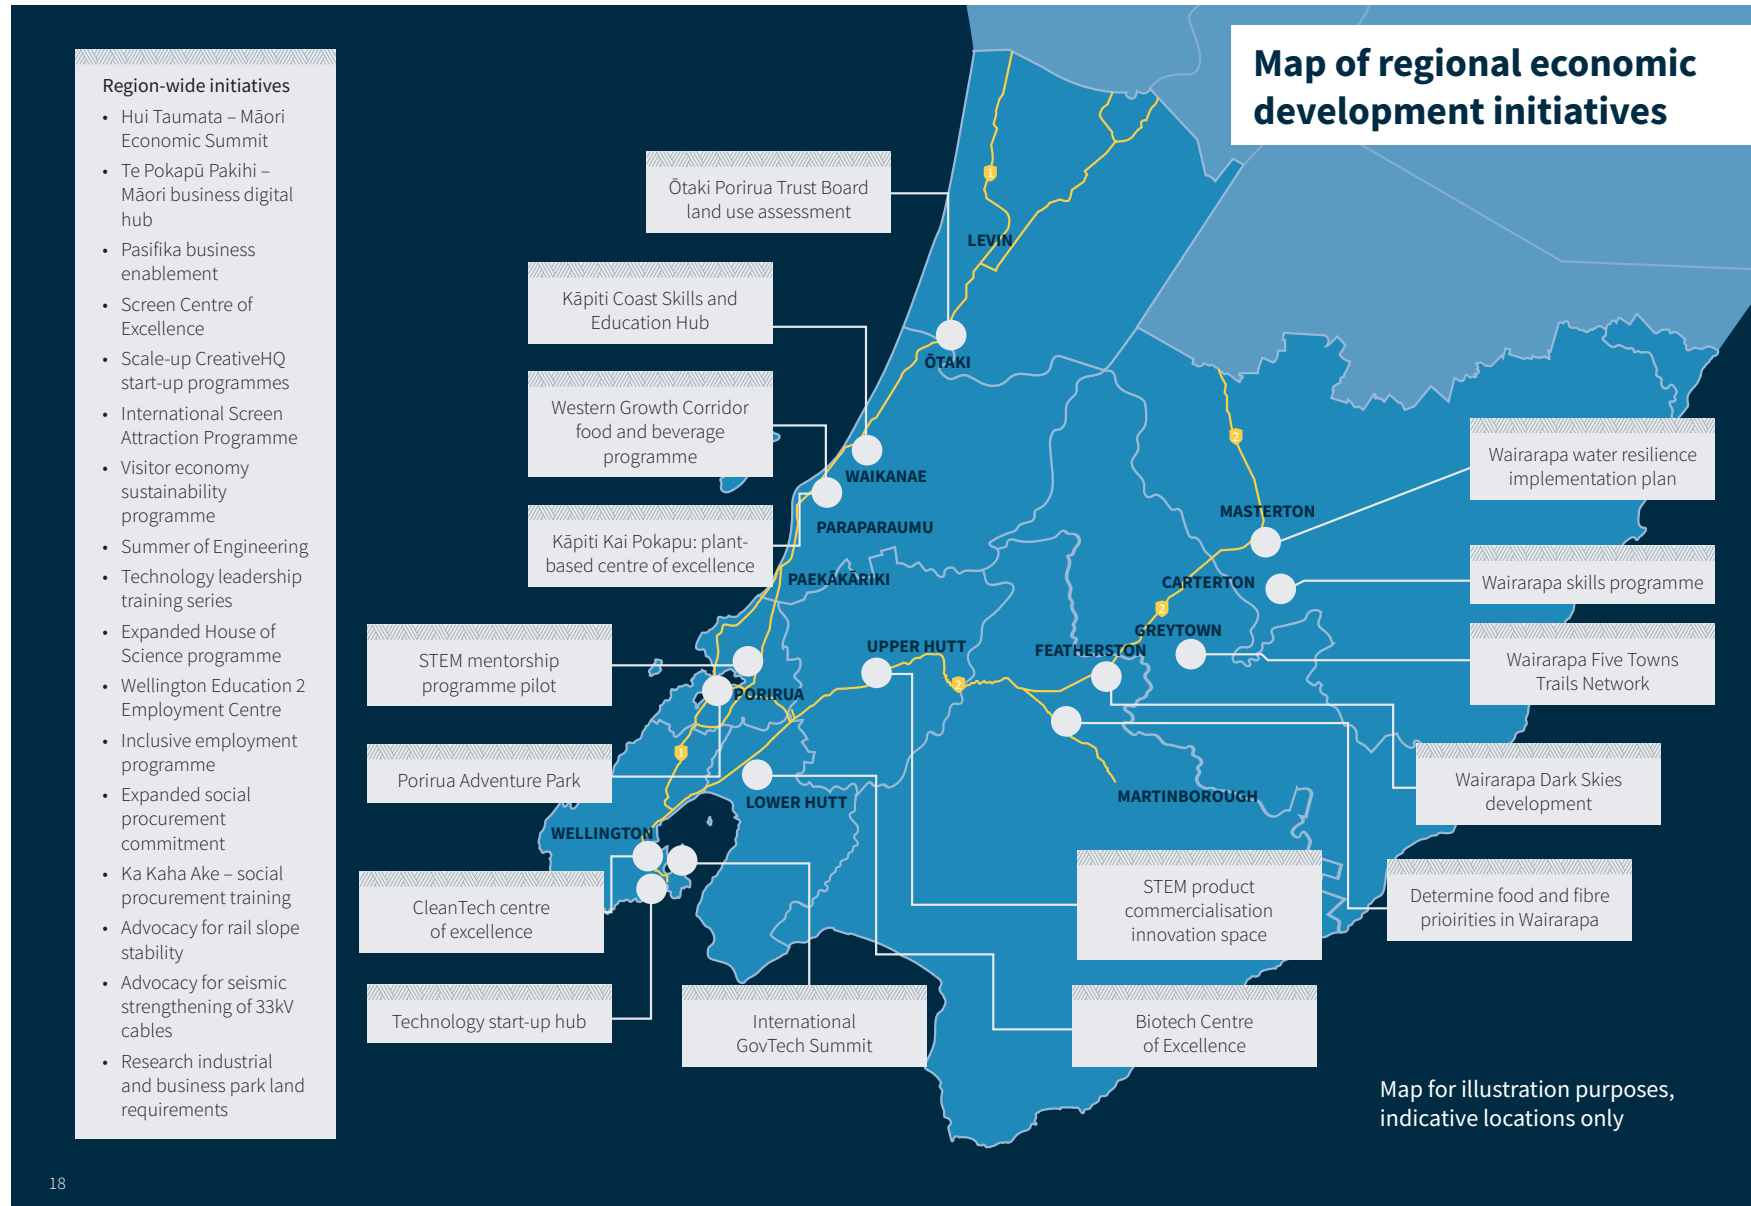 Map of regional economic
development initiatives
Region-wide initiatives
• Hui Taumata – Māori
Economic Summit
• Te Pokapū Pakihi –
Māori business digital
hub
• Pasifika business
enablement
• Screen Centre of
Excellence
• Scale-up CreativeHQ
start-up programmes
• International Screen
Attraction Programme
• Visitor economy
sustainability
programme
• Summer of Engineering
• Technology leadership
training series
• Expanded House of
Science programme
• Wellington Education 2
Employment Centre
• Inclusive employment
programme
• Expanded social
procurement
commitment
• Ka Kaha Ake – social
procurement training
• Advocacy for rail slope
stability
• Advocacy for seismic
strengthening of 33kV
cables
• Research industrial
and business park land
requirements
Ōtaki Porirua Trust Board
land use assessment
Kāpiti Coast Skills and
Education Hub
Western Growth Corridor
food and beverage
programme
Kāpiti Kai Pokapu: plant-
based centre of excellence
STEM mentorship
programme pilot
Porirua Adventure Park
CleanTech centre
of excellence
Technology start-up hub
International
GovTech Summit
Biotech Centre
of Excellence
STEM product
commercialisation
innovation space
Determine food and fibre
prioirities in Wairarapa
Wairarapa Dark Skies
development
Wairarapa Five Towns
Trails Network
Wairarapa skills programme
Wairarapa water resilience
implementation plan
1
LEVIN
ŌTAKI
2
WAIKANAE
MASTERTON
PARAPARAUMU
PAEKĀKĀRIKI
CARTERTON
2
GREYTOWN
UPPER HUTT
FEATHERSTON
2
PORIRUA
1
LOWER HUTT
MARTINBOROUGH
WELLINGTON
Map for illustration purposes,
indicative locations only
18